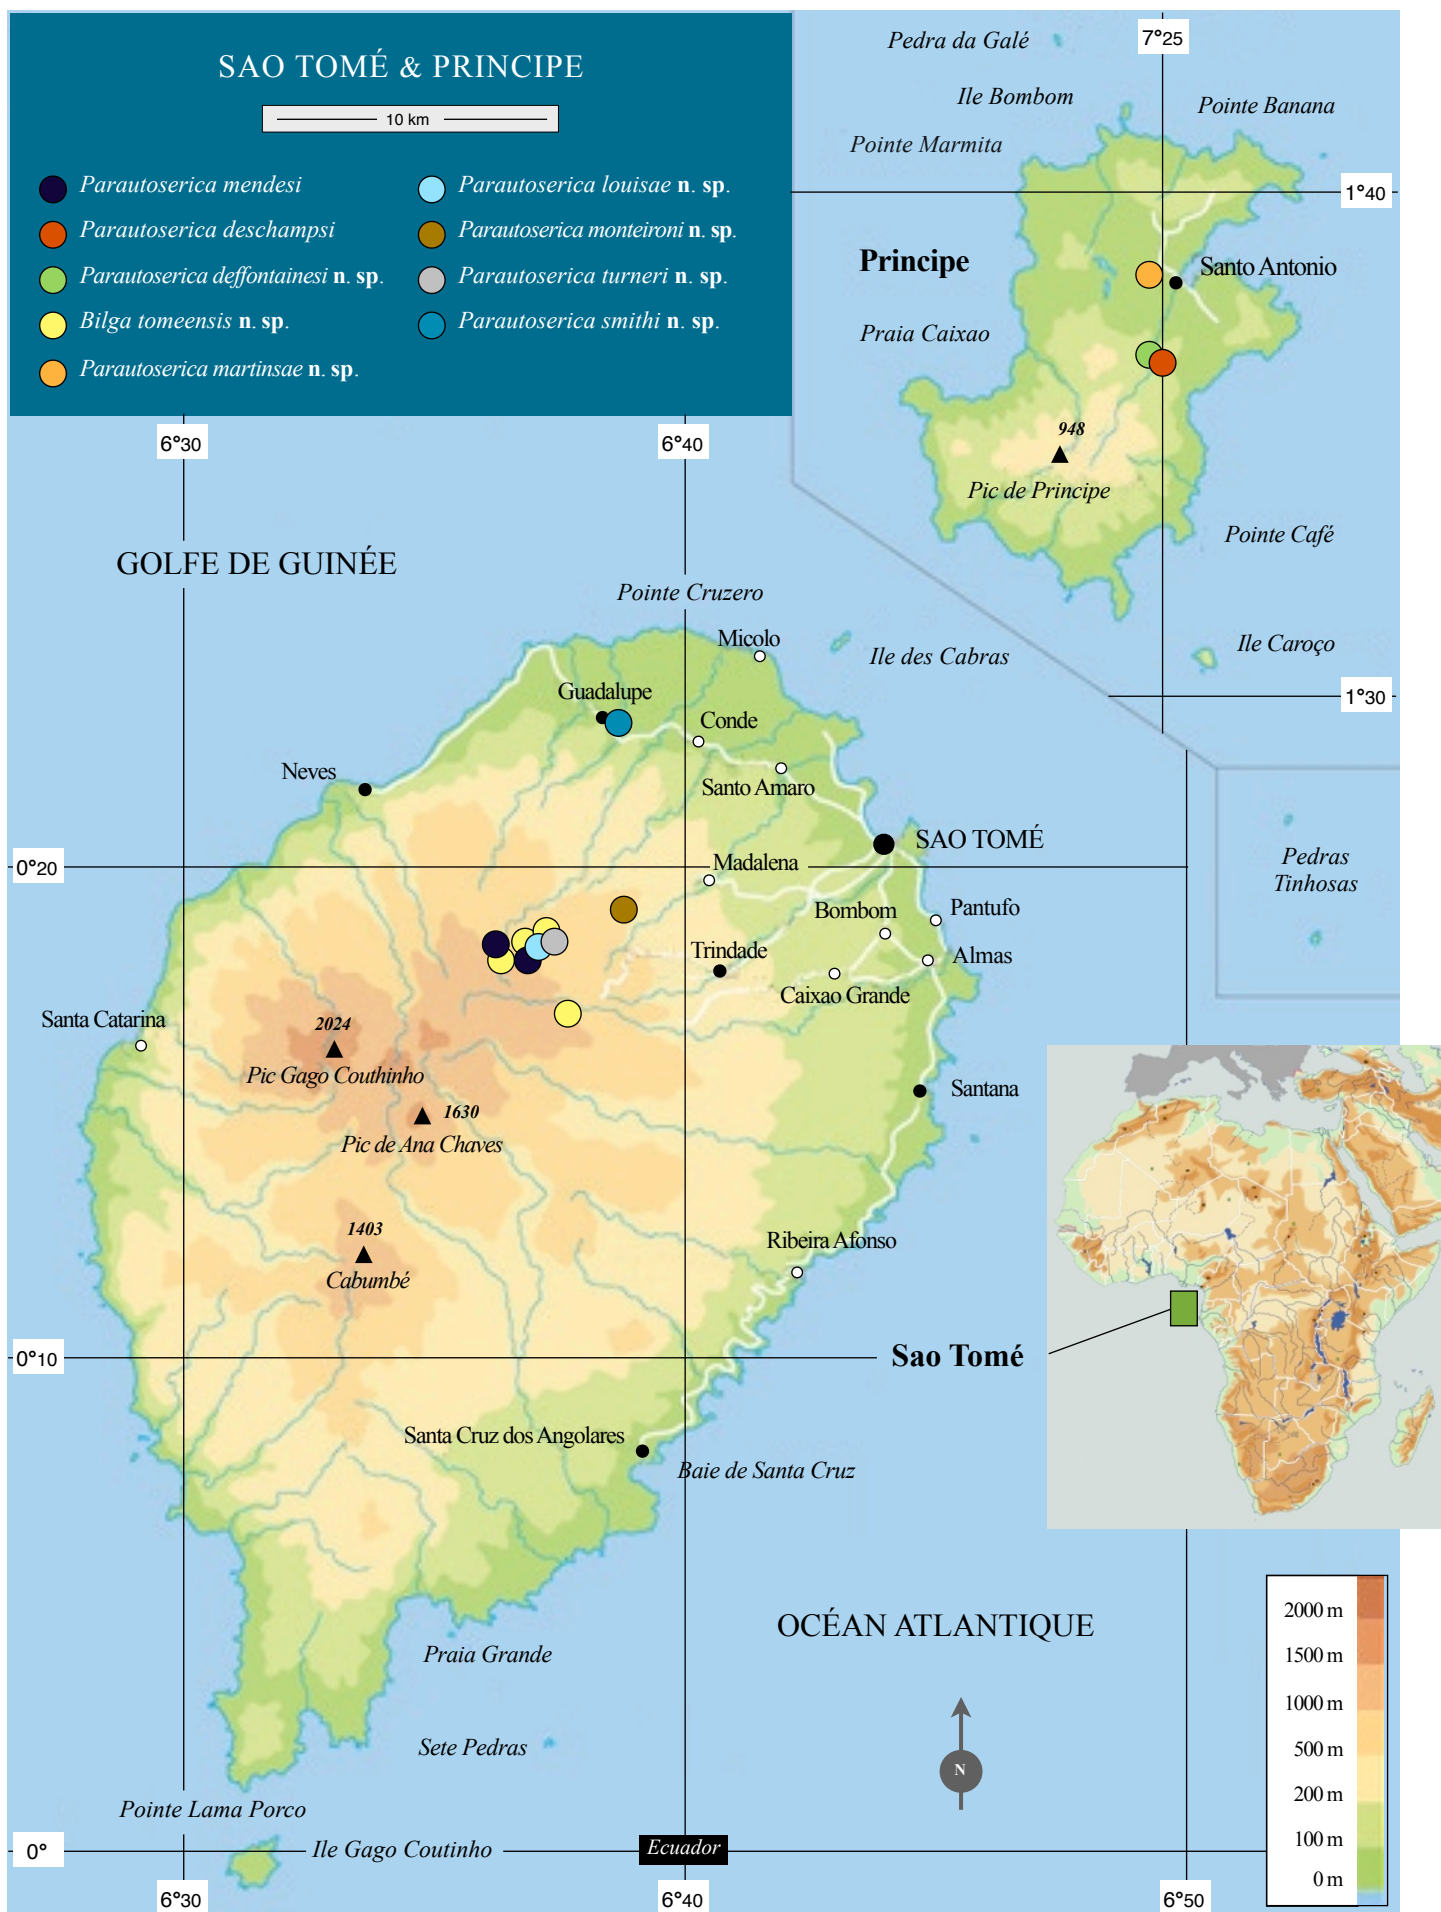 SAO TOMÉ & PRINCIPE
10 km
Parautoserica mendesi
Parautoserica deschampsi
Parautoserica deffontainesi n. sp.
Bilga tomeensis n. sp.
Parautoserica martinsae n. sp.
Parautoserica louisae n. sp.
Parautoserica monteironi n. sp.
Parautoserica turneri n. sp.
Parautoserica smithi n. sp.
Pedra da Galé
7°25
Ile Bombom
Pointe Banana
Pointe Marmita
1°40
Principe
Santo Antonio
Praia Caixao
948
Pic de Principe
Pointe Café
Ile Caroço
1°30
6°30
6°40
GOLFE DE GUINÉE
Pointe Cruzero
Micolo
Ile des Cabras
Guadalupe
Conde
Neves
Santo Amaro
SAO TOMÉ
0°20
Madalena
Pedras
Tinhosas
Bombom
Pantufo
Trindade
Almas
Caixao Grande
Santa Catarina
2024
Pic Gago Couthinho
1630
Pic de Ana Chaves
Santana
1403
Cabumbé
Ribeira Afonso
0°10
Sao Tomé
Santa Cruz dos Angolares
Baie de Santa Cruz
OCÉAN ATLANTIQUE
Praia Grande
Sete Pedras
N
2000 m
1500 m
1000 m
500 m
200 m
100 m
0 m
Pointe Lama Porco
0°
Ile Gago Coutinho
Ecuador
6°30
6°40
6°50